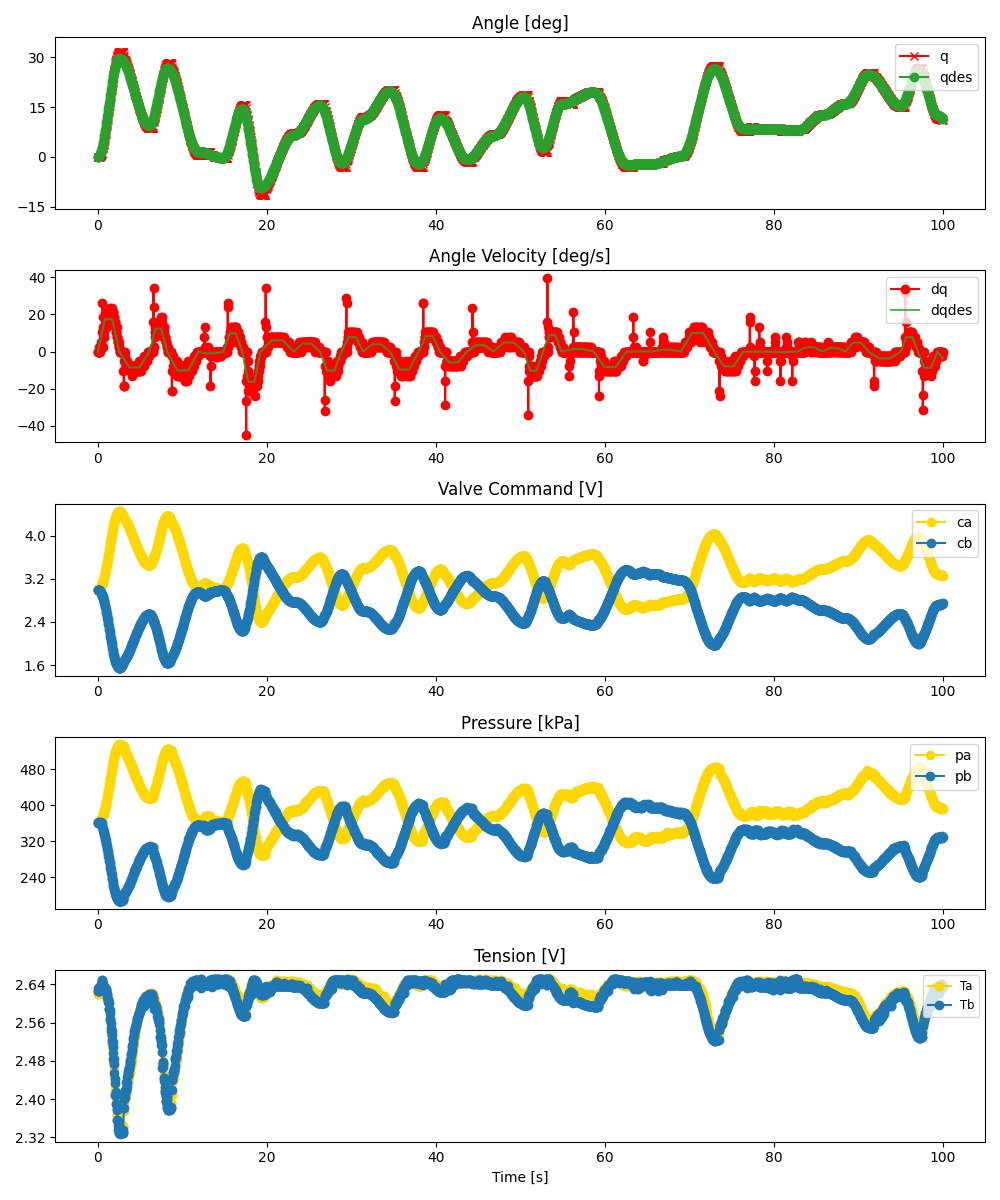 Angle [deg]
30
15
0
−15
q
qdes
0 20 40 60 80 100
Angle Velocity [deg/s]
40
20
0
−20
−40
dq
dqdes
0 20 40 60 80 100
Valve Command [V]
4.0
3.2
2.4
1.6
ca
cb
0 20 40 60 80 100
Pressure [kPa]
480
400
320
240
pa
pb
0 20 40 60 80 100
Tension [V]
2.64
2.56
2.48
2.40
2.32
Ta
Tb
0 20 40 60 80 100
Time [s]